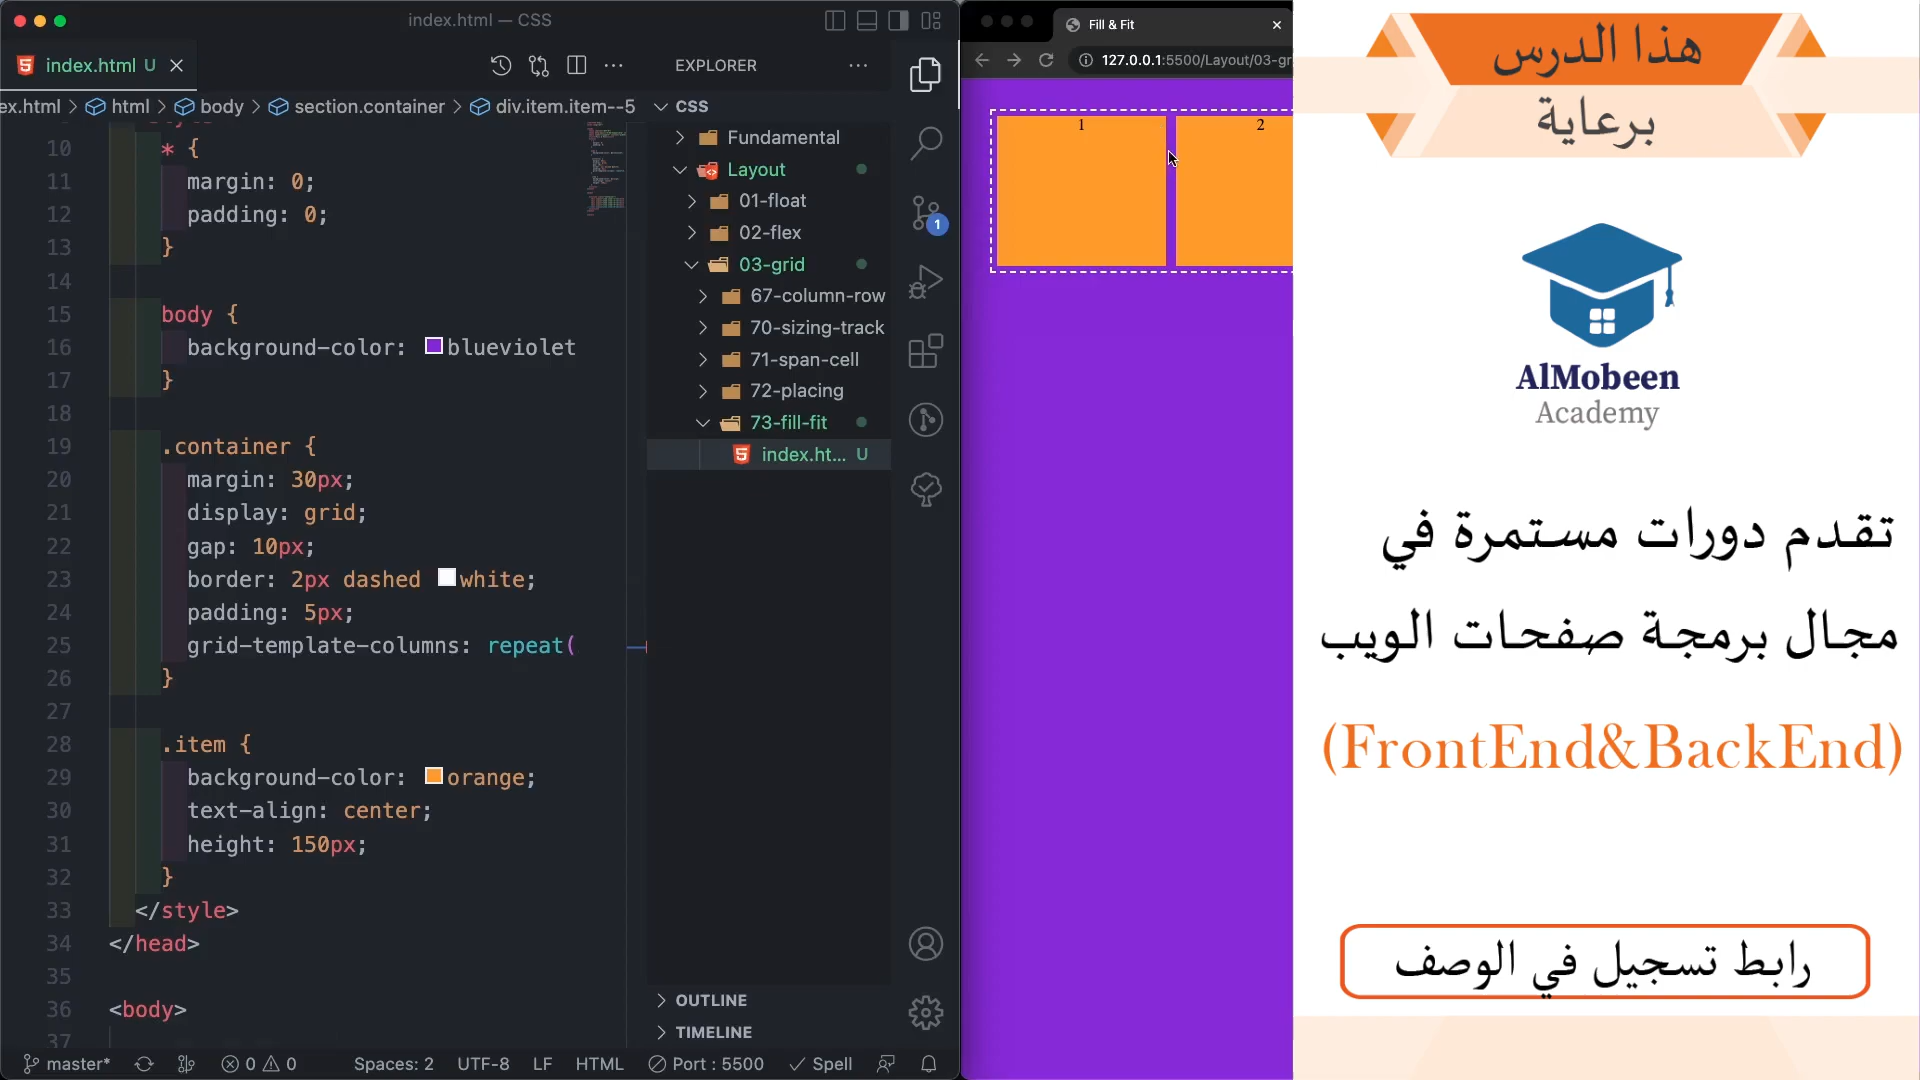 index.html — CSS
index.html U
EXPLORER
ex.html > html > body > section.container > div.item.item--5
CSS
Fundamental
Layout
01-float
02-flex
03-grid
67-column-row
70-sizing-track
71-span-cell
72-placing
73-fill-fit
index.ht... U
1
OUTLINE
TIMELINE
10 * {
11 margin: 0;
12 padding: 0;
13 }
14
15 body {
16 background-color: blueviolet
17 }
18
19 .container {
20 margin: 30px;
21 display: grid;
22 gap: 10px;
23 border: 2px dashed white;
24 padding: 5px;
25 grid-template-columns: repeat(
26 }
27
28 .item {
29 background-color: orange;
30 text-align: center;
31 height: 150px;
32 }
33 </style>
34 </head>
35
36 <body>
37
master* 0 0 Spaces: 2 UTF-8 LF HTML Port : 5500 Spell
Fill & Fit
127.0.0.1:5500/Layout/03-gr
1 2
هذا الدرس
برعاية
AlMobeen
Academy
تقدم دورات مستمرة في
مجال برمجة صفحات الويب
(FrontEnd&BackEnd)
رابط تسجيل في الوصف